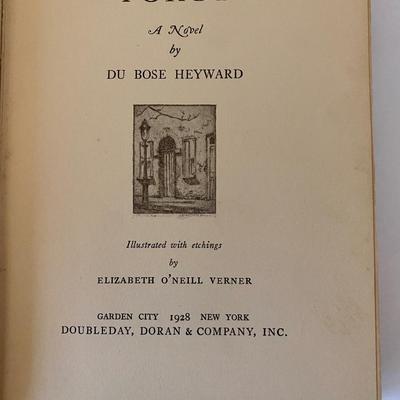 A Novel
by
DU BOSE HEYWARD
Illustrated with etchings
by
ELIZABETH O'NEILL VERNER
GARDEN CITY 1928 NEW YORK
DOUBLEDAY, DORAN & COMPANY, INC.